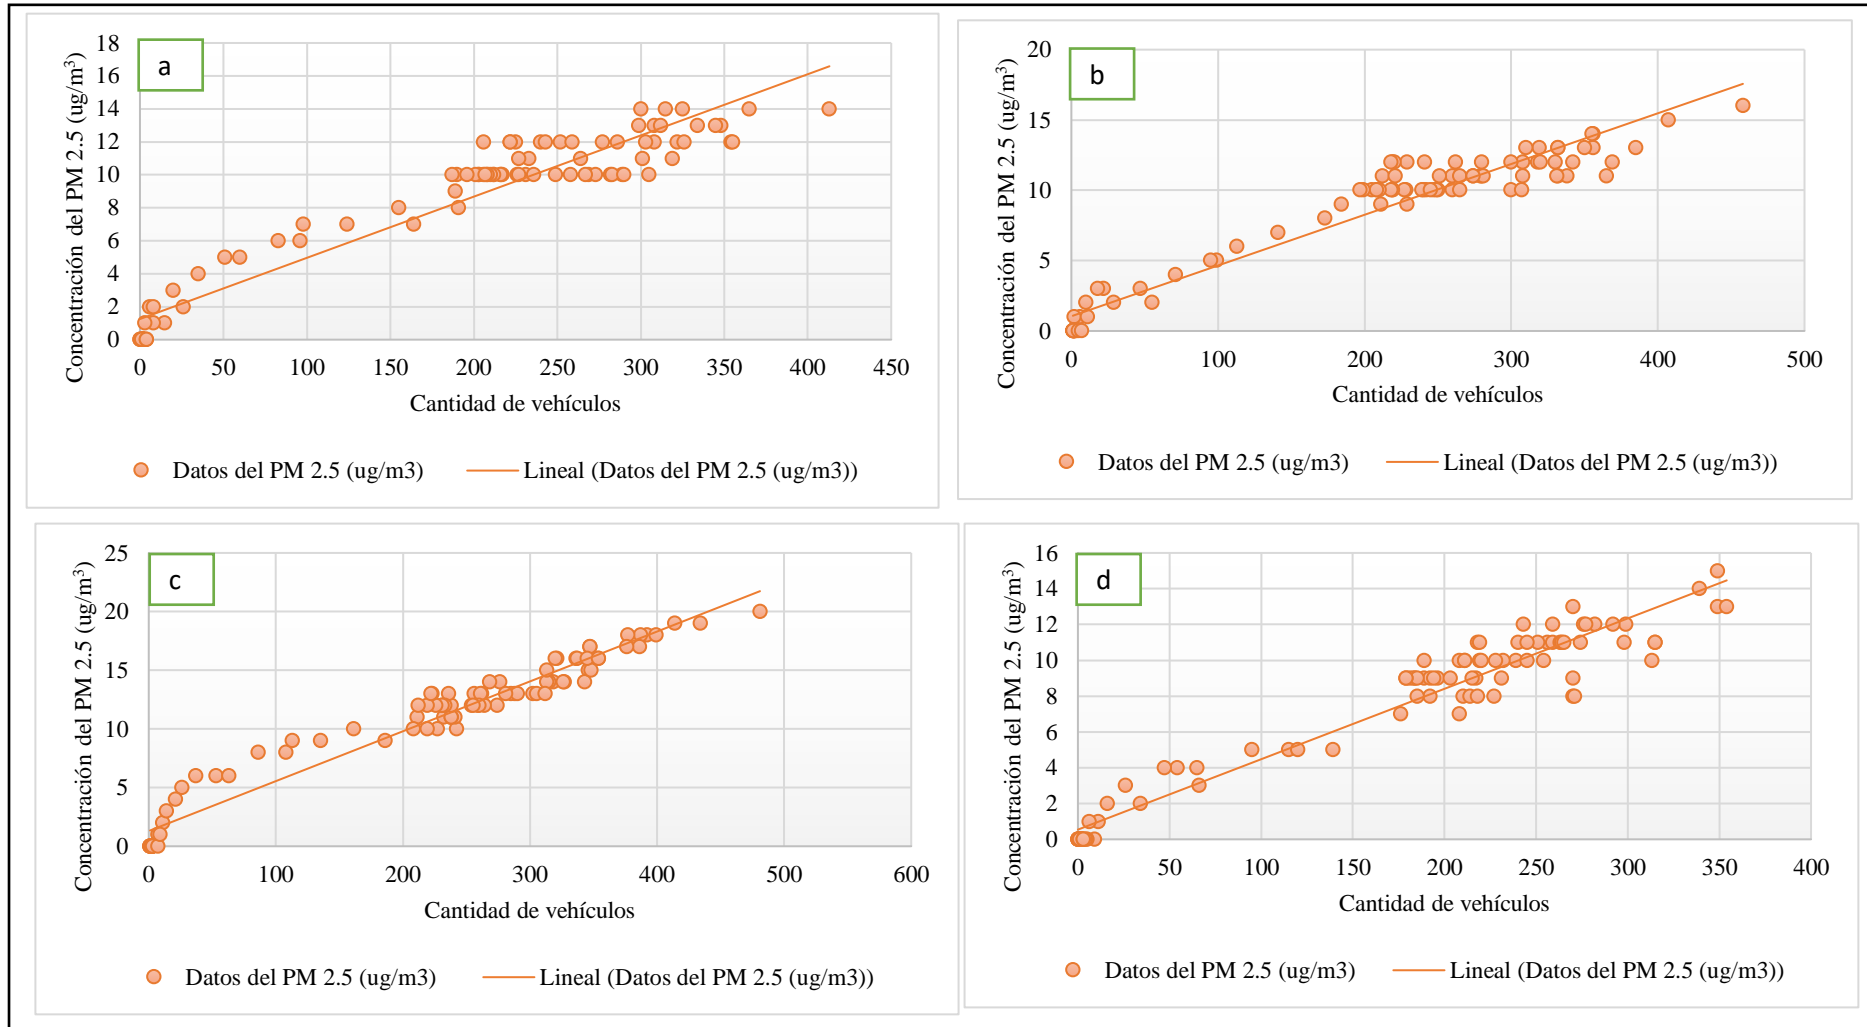 a
Concentración del PM 2.5 (ug/m³)
18
16
14
12
10
8
6
4
2
0
0 50 100 150 200 250 300 350 400 450
Cantidad de vehículos
Datos del PM 2.5 (ug/m3) Lineal (Datos del PM 2.5 (ug/m3))
b
Concentración del PM 2.5 (ug/m³)
20
15
10
5
0
0 100 200 300 400 500
Cantidad de vehículos
Datos del PM 2.5 (ug/m3) Lineal (Datos del PM 2.5 (ug/m3))
c
Concentración del PM 2.5 (ug/m³)
25
20
15
10
5
0
0 100 200 300 400 500 600
Cantidad de vehículos
Datos del PM 2.5 (ug/m3) Lineal (Datos del PM 2.5 (ug/m3))
d
Concentración del PM 2.5 (ug/m³)
16
14
12
10
8
6
4
2
0
0 50 100 150 200 250 300 350 400
Cantidad de vehículos
Datos del PM 2.5 (ug/m3) Lineal (Datos del PM 2.5 (ug/m3))